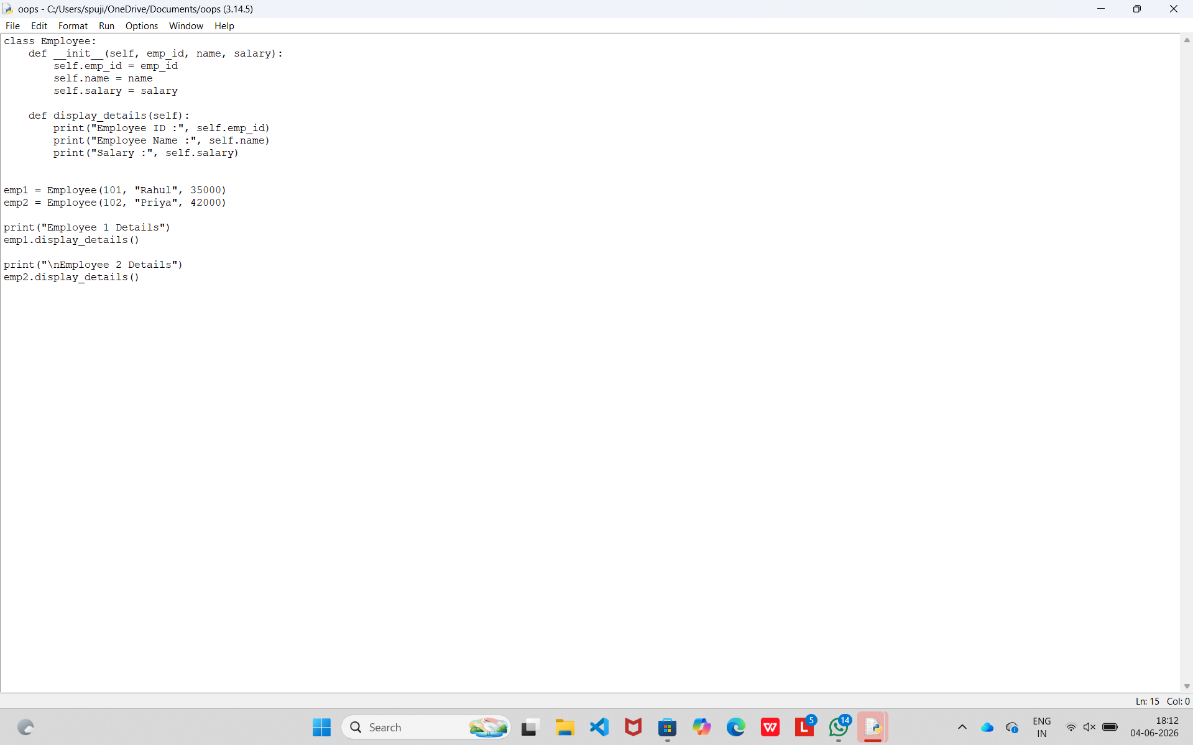 oops - C:/Users/spuji/OneDrive/Documents/oops (3.14.5)
File Edit Format Run Options Window Help
class Employee:
    def __init__(self, emp_id, name, salary):
        self.emp_id = emp_id
        self.name = name
        self.salary = salary

    def display_details(self):
        print("Employee ID :", self.emp_id)
        print("Employee Name :", self.name)
        print("Salary :", self.salary)


emp1 = Employee(101, "Rahul", 35000)
emp2 = Employee(102, "Priya", 42000)

print("Employee 1 Details")
emp1.display_details()

print("\nEmployee 2 Details")
emp2.display_details()
Ln: 15 Col: 0
Search
W
L
5
14
ENG
IN
18:12
04-06-2026